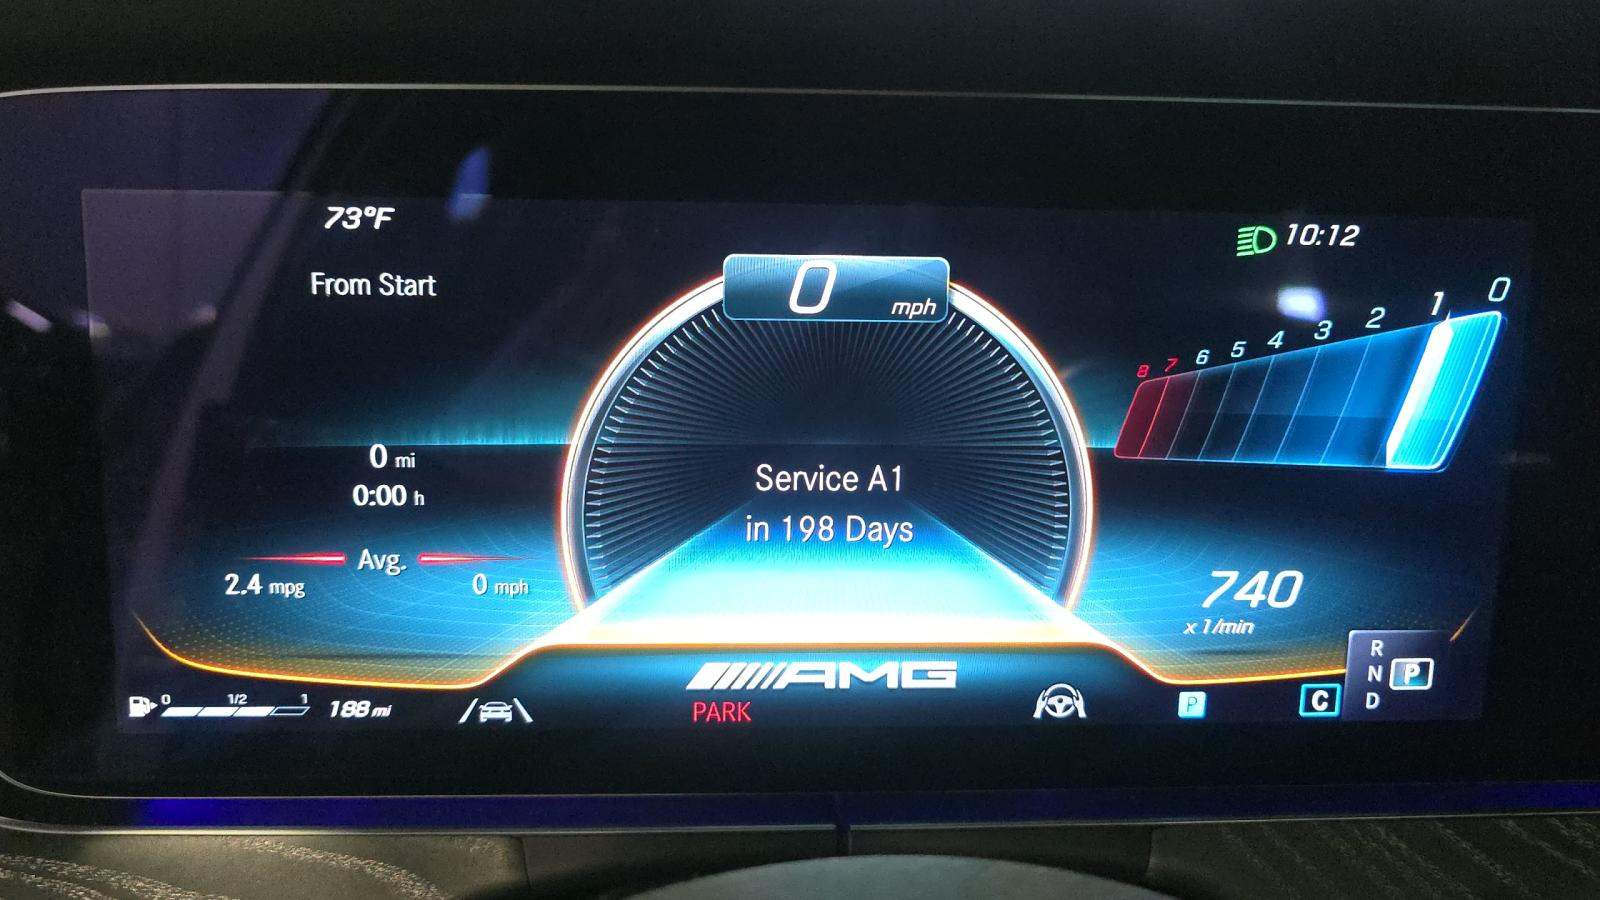 73°F
10:12
From Start
0 mph
8 7 6 5 4 3 2 1 0
0 mi
0:00 h
Service A1
in 198 Days
Avg.
2.4 mpg
0 mph
740
x 1/min
AMG
PARK
0 1/2 1
188 mi
P
C
R
N P
D